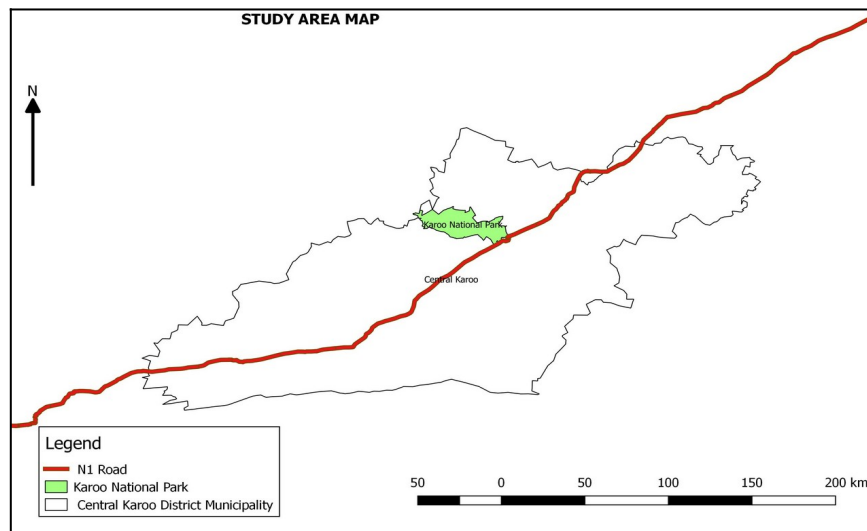 STUDY AREA MAP
N
Karoo National Park
Central Karoo
Legend
N1 Road
Karoo National Park
Central Karoo District Municipality
50 0 50 100 150 200 km